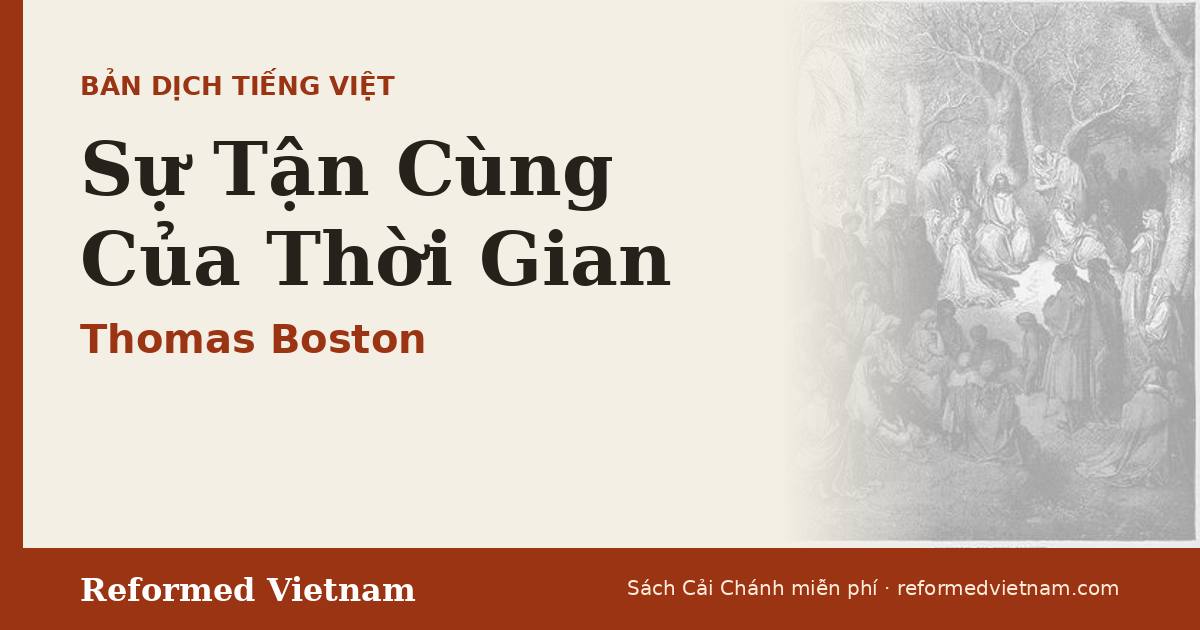 BẢN DỊCH TIẾNG VIỆT
Sự Tận Cùng
Của Thời Gian
Thomas Boston
Reformed Vietnam
Sách Cải Chánh miễn phí · reformedvietnam.com